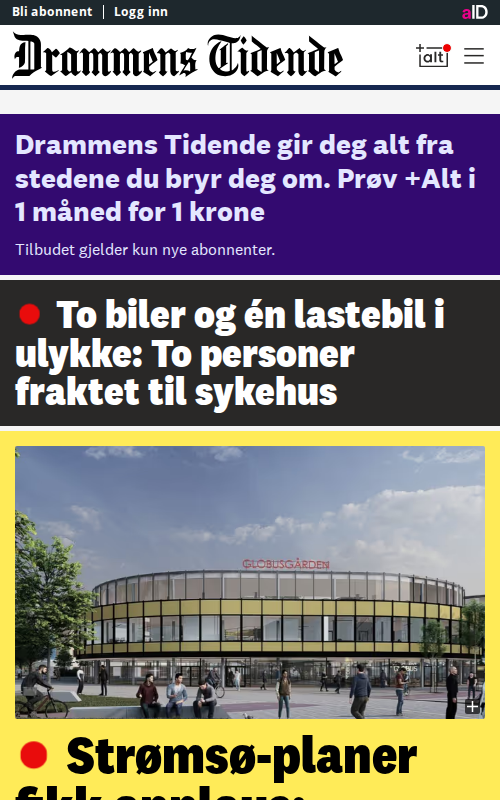 Bli abonnent | Logg inn
aID
Drammens Tidende
+alt
Drammens Tidende gir deg alt fra
stedene du bryr deg om. Prøv +Alt i
1 måned for 1 krone
Tilbudet gjelder kun nye abonnenter.
To biler og én lastebil i
ulykke: To personer
fraktet til sykehus
GLOBUSGÅRDEN
Strømsø-planer
fikk applaus: